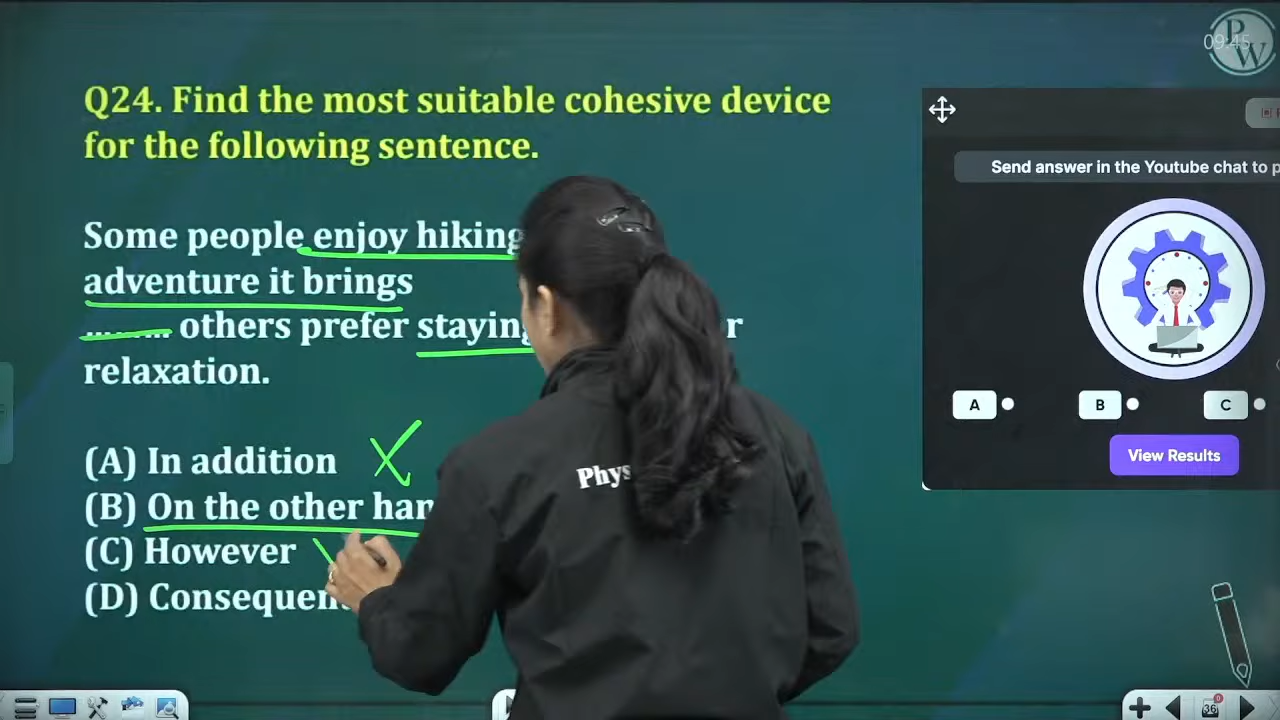 PW
09:45
Q24. Find the most suitable cohesive device
for the following sentence.
Some people enjoy hiking
adventure it brings
........ others prefer staying
relaxation.
(A) In addition
(B) On the other
(C) However
(D)
Phys
Send answer in the Youtube chat to
A
B
C
View Results
36